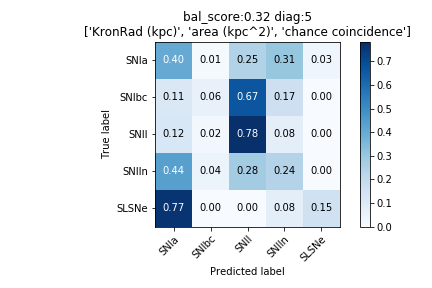 bal_score:0.32 diag:5
['KronRad (kpc)', 'area (kpc^2)', 'chance coincidence']
SNIa 0.40 0.01 0.25 0.31 0.03
SNIbc 0.11 0.06 0.67 0.17 0.00
SNII 0.12 0.02 0.78 0.08 0.00
SNIIn 0.44 0.04 0.28 0.24 0.00
SLSNe 0.77 0.00 0.00 0.08 0.15
True label
SNIa SNIbc SNII SNIIn SLSNe
Predicted label
0.7
0.6
0.5
0.4
0.3
0.2
0.1
0.0